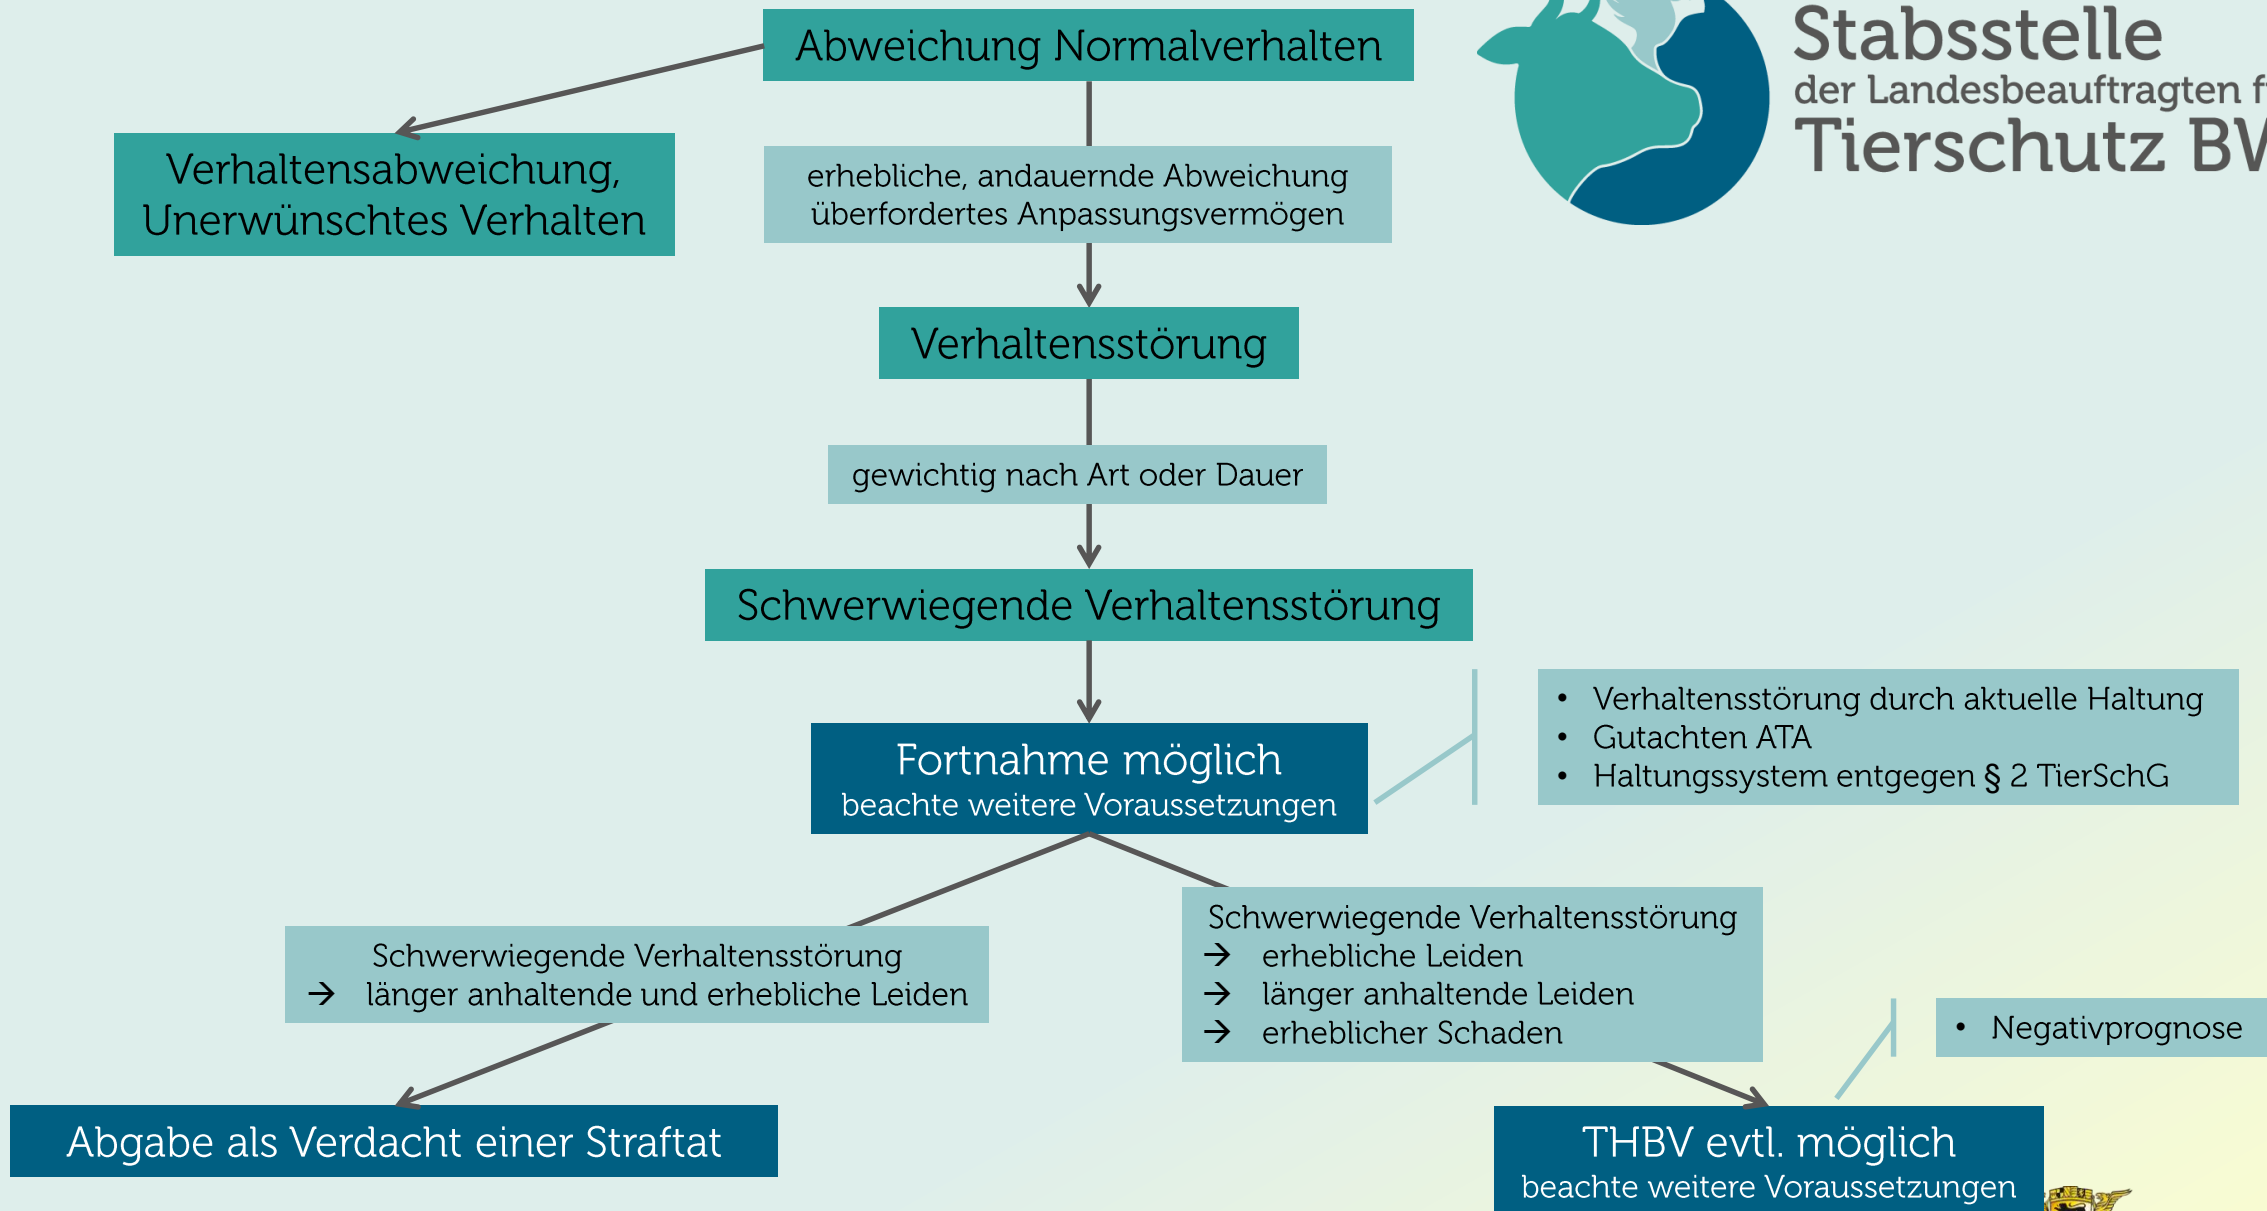 Abweichung Normalverhalten
Stabsstelle
der Landesbeauftragten
Tierschutz
Verhaltensabweichung,
Unerwünschtes Verhalten
erhebliche, andauernde Abweichung
überfordertes Anpassungsvermögen
Verhaltensstörung
gewichtig nach Art oder Dauer
Schwerwiegende Verhaltensstörung
Fortnahme möglich
beachte weitere Voraussetzungen
• Verhaltensstörung durch aktuelle Haltung
• Gutachten ATA
• Haltungssystem entgegen § 2 TierSchG
Schwerwiegende Verhaltensstörung
→ länger anhaltende und erhebliche Leiden
Schwerwiegende Verhaltensstörung
→ erhebliche Leiden
→ länger anhaltende Leiden
→ erheblicher Schaden
• Negativprognose
Abgabe als Verdacht einer Straftat
THBV evtl. möglich
beachte weitere Voraussetzungen